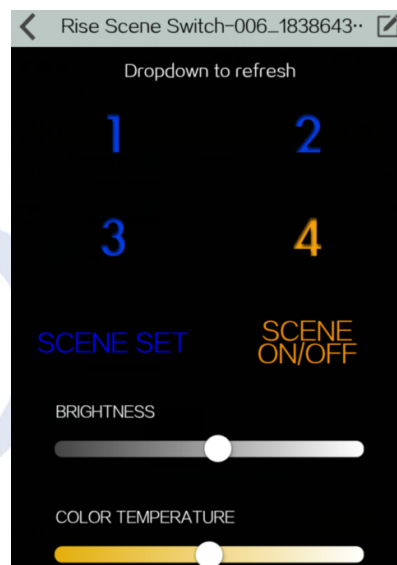 Rise Scene Switch-006_1838643··
Dropdown to refresh
1 2
3 4
SCENE SET SCENE
ON/OFF
BRIGHTNESS
COLOR TEMPERATURE